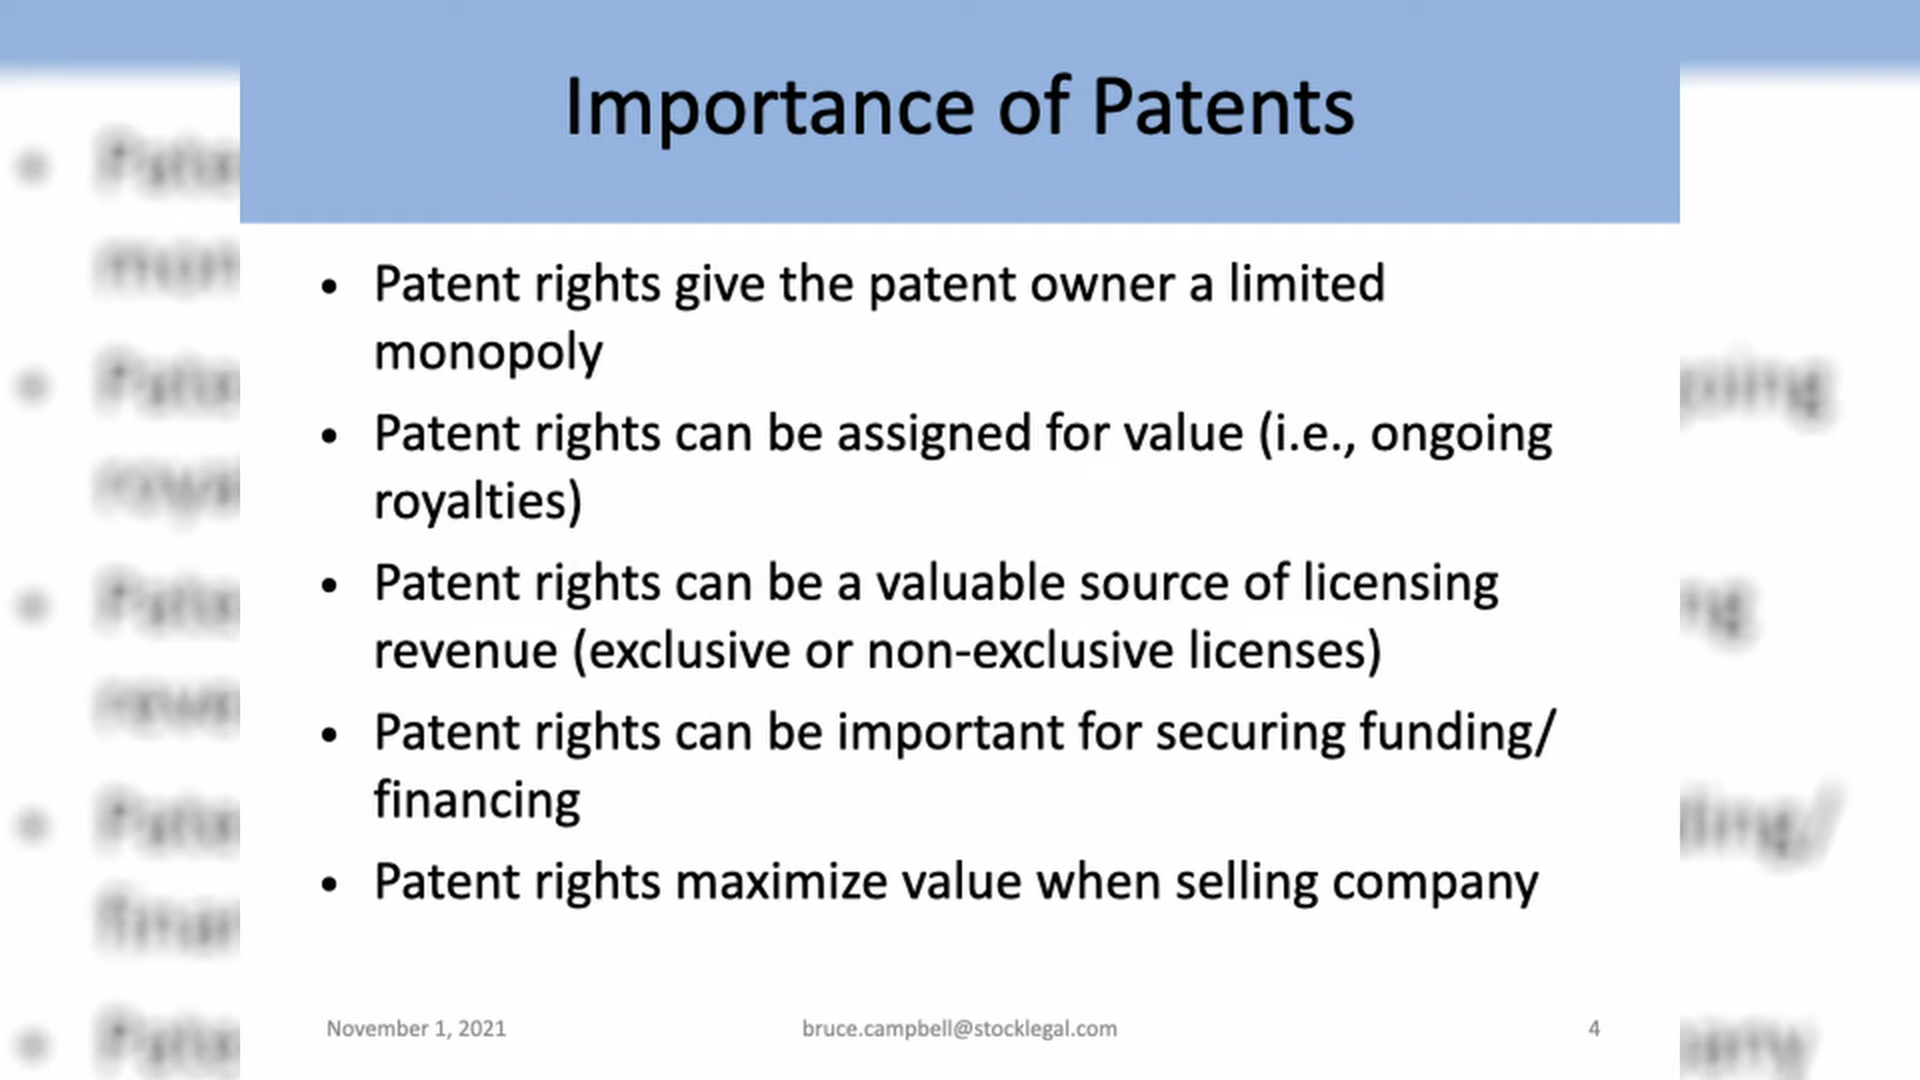 Importance of Patents
• Patent rights give the patent owner a limited
monopoly
• Patent rights can be assigned for value (i.e., ongoing
royalties)
• Patent rights can be a valuable source of licensing
revenue (exclusive or non-exclusive licenses)
• Patent rights can be important for securing funding/
financing
• Patent rights maximize value when selling company
November 1, 2021
bruce.campbell@stocklegal.com
4